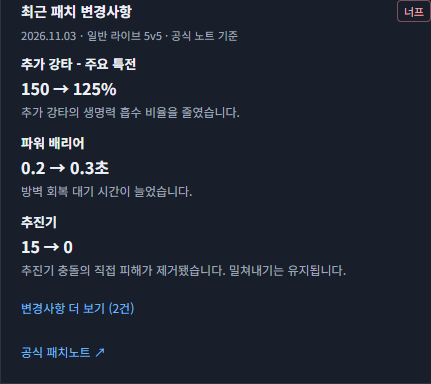 최근 패치 변경사항
너프
2026.11.03 · 일반 라이브 5v5 · 공식 노트 기준
추가 강타 - 주요 특전
150 → 125%
추가 강타의 생명력 흡수 비율을 줄였습니다.
파워 배리어
0.2 → 0.3초
방벽 회복 대기 시간이 늘었습니다.
추진기
15 → 0
추진기 충돌의 직접 피해가 제거됐습니다. 밀쳐내기는 유지됩니다.
변경사항 더 보기 (2건)
공식 패치노트 ↗